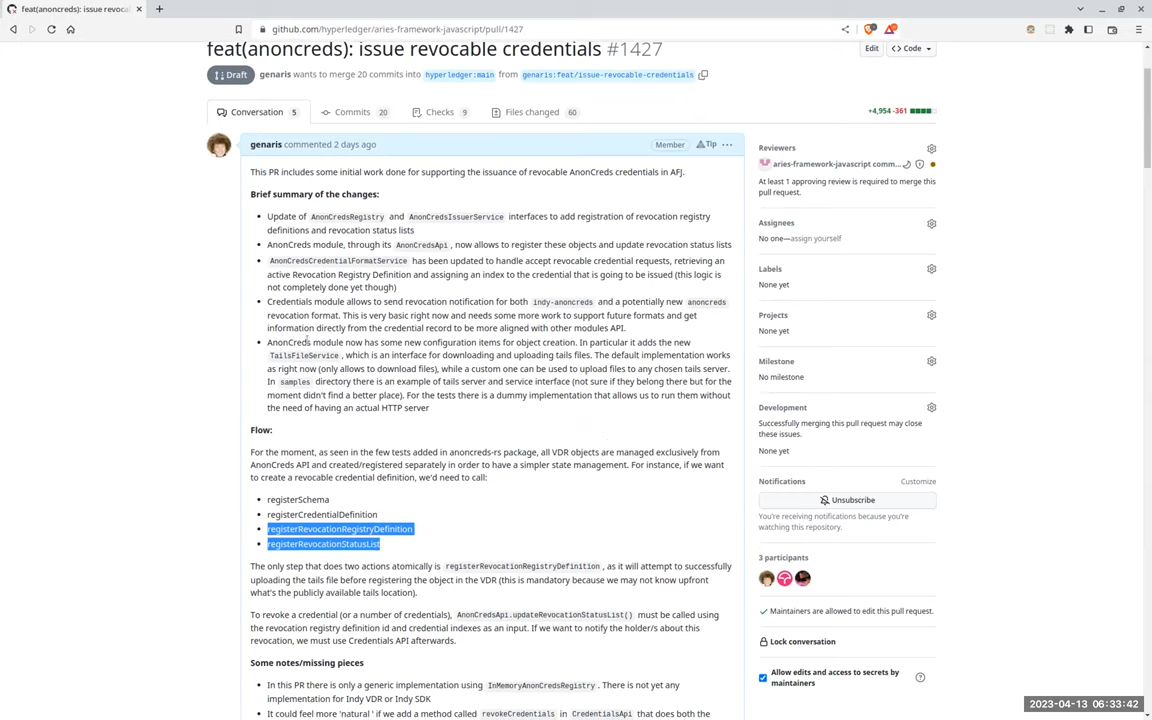 feat(anoncreds): issue revocab
github.com/hyperledger/aries-framework-javascript/pull/1427
feat(anoncreds): issue revocable credentials #1427
Edit
<> Code
Draft
genaris wants to merge 20 commits into hyperledger:main from genaris:feat/issue-revocable-credentials
Conversation 5
Commits 20
Checks 9
Files changed 60
+4,954 -361
genaris commented 2 days ago
Member
Tip
This PR includes some initial work done for supporting the issuance of revocable AnonCreds credentials in AFJ.
Brief summary of the changes:
Update of AnonCredsRegistry and AnonCredsIssuerService interfaces to add registration of revocation registry
definitions and revocation status lists
AnonCreds module, through its AnonCredsApi, now allows to register these objects and update revocation status lists
AnonCredsCredentialFormatService has been updated to handle accept revocable credential requests, retrieving an
active Revocation Registry Definition and assigning an index to the credential that is going to be issued (this logic is
not completely done yet though)
Credentials module allows to send revocation notification for both indy-anoncreds and a potentially new anoncreds
revocation format. This is very basic right now and needs some more work to support future formats and get
information directly from the credential record to be more aligned with other modules API.
AnonCreds module now has some new configuration items for object creation. In particular it adds the new
TailsFileService, which is an interface for downloading and uploading tails files. The default implementation works
as right now (only allows to download files), while a custom one can be used to upload files to any chosen tails server.
In samples directory there is an example of tails server and service interface (not sure if they belong there but for the
moment didn't find a better place). For the tests there is a dummy implementation that allows us to run them without
the need of having an actual HTTP server
Flow:
For the moment, as seen in the few tests added in anoncreds-rs package, all VDR objects are managed exclusively from
AnonCreds API and created/registered separately in order to have a simpler state management. For instance, if we want
to create a revocable credential definition, we'd need to call:
registerSchema
registerCredentialDefinition
registerRevocationRegistryDefinition
registerRevocationStatusList
The only step that does two actions atomically is registerRevocationRegistryDefinition, as it will attempt to successfully
uploading the tails file before registering the object in the VDR (this is mandatory because we may not know upfront
what's the publicly available tails location).
To revoke a credential (or a number of credentials), AnonCredsApi.updateRevocationStatusList() must be called using
the revocation registry definition id and credential indexes as an input. If we want to notify the holder/s about this
revocation, we must use Credentials API afterwards.
Some notes/missing pieces
In this PR there is only a generic implementation using InMemoryAnonCredsRegistry. There is not yet any
implementation for Indy VDR or Indy SDK
It could feel more 'natural' if we add a method called revokeCredentials in CredentialsApi that does both the
Reviewers
aries-framework-javascript comm...
At least 1 approving review is required to merge this
pull request.
Assignees
No one—assign yourself
Labels
None yet
Projects
None yet
Milestone
No milestone
Development
Successfully merging this pull request may close
these issues.
None yet
Notifications
Customize
Unsubscribe
You're receiving notifications because you're
watching this repository.
3 participants
Maintainers are allowed to edit this pull request.
Lock conversation
Allow edits and access to secrets by
maintainers
2023-04-13 06:33:42